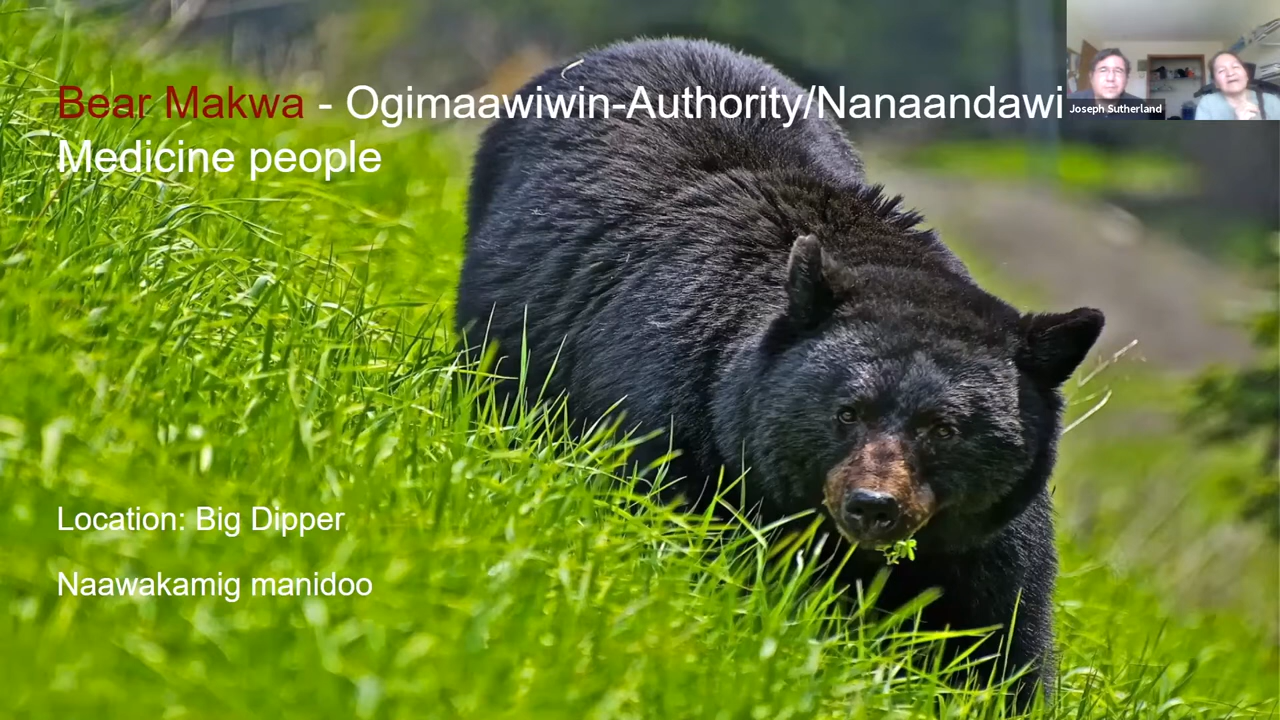 Bear Makwa - Ogimaawiwin-Authority/Nanaandawi
Medicine people
Joseph Sutherland
Location: Big Dipper
Naawakamig manidoo